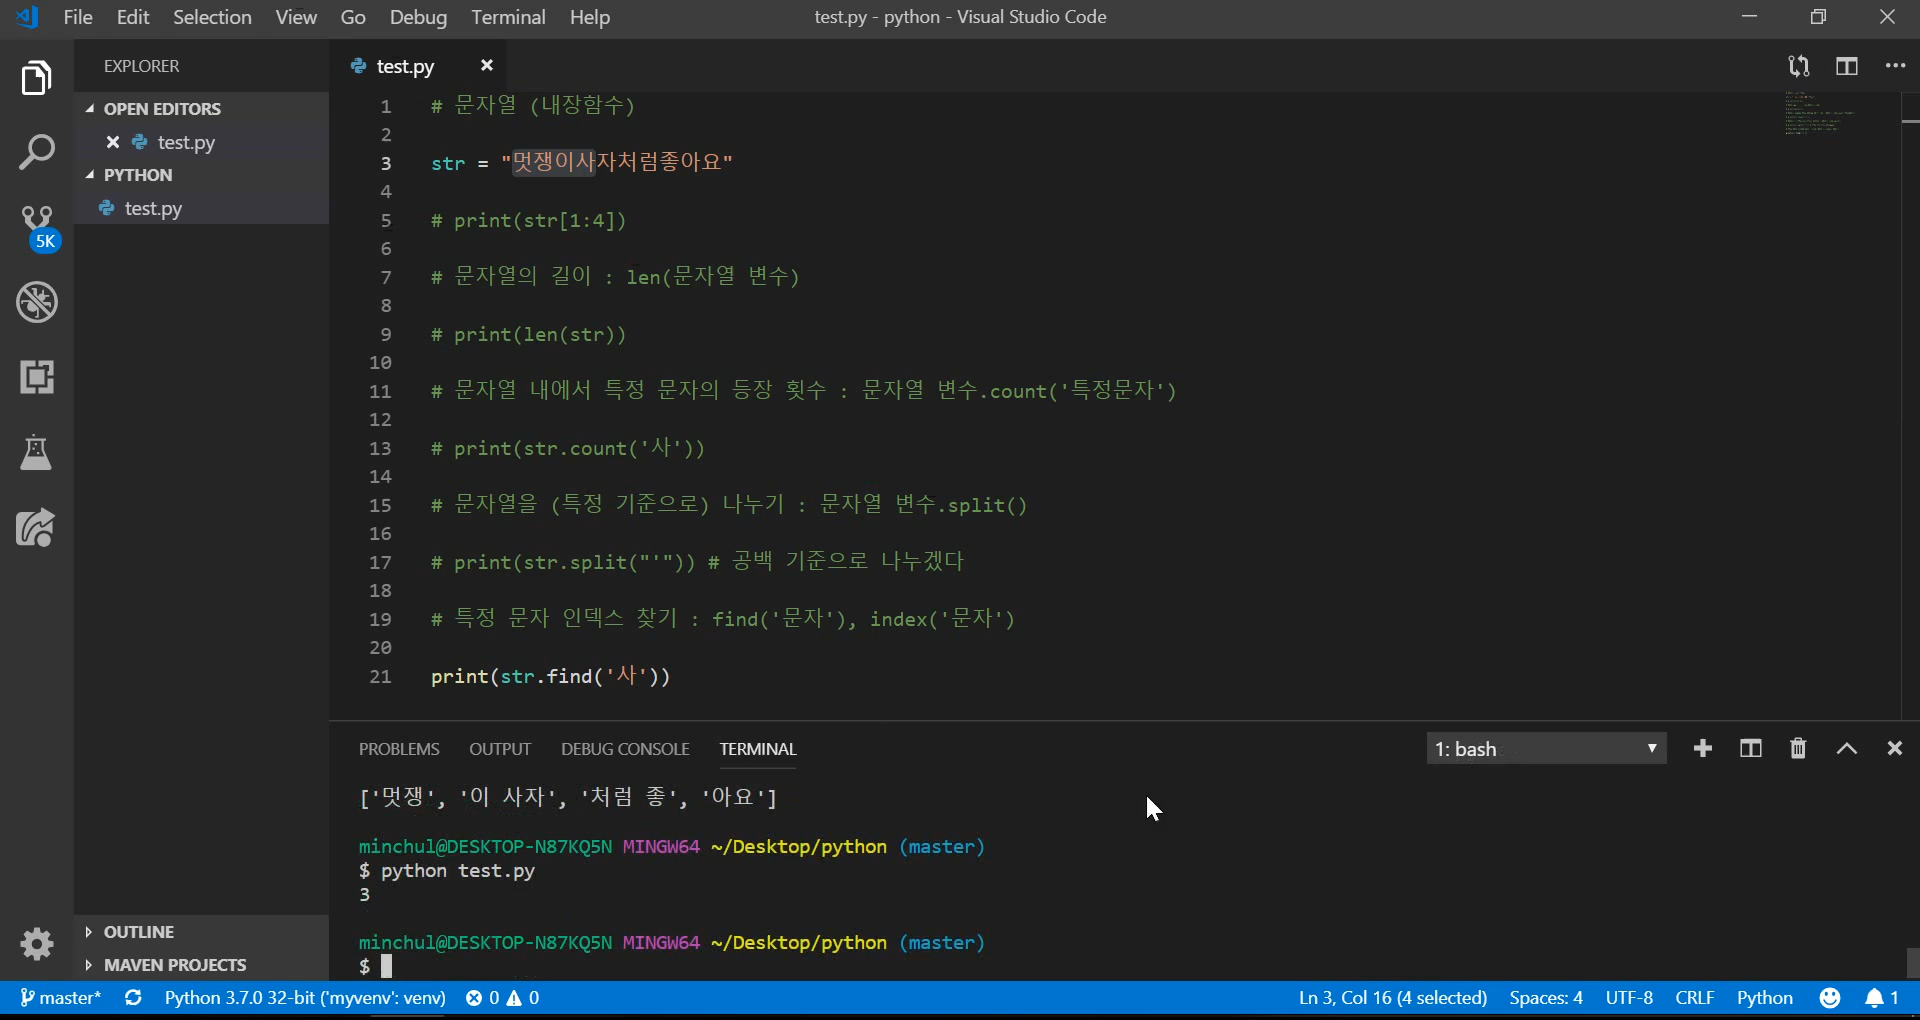 File Edit Selection View Go Debug Terminal Help
test.py - python - Visual Studio Code
EXPLORER
OPEN EDITORS
test.py
PYTHON
test.py
5K
OUTLINE
MAVEN PROJECTS
test.py
1 # 문자열 (내장함수)
2
3 str = "멋쟁이사자처럼좋아요"
4
5 # print(str[1:4])
6
7 # 문자열의 길이 : len(문자열 변수)
8
9 # print(len(str))
10
11 # 문자열 내에서 특정 문자의 등장 횟수 : 문자열 변수.count('특정문자')
12
13 # print(str.count('사'))
14
15 # 문자열을 (특정 기준으로) 나누기 : 문자열 변수.split()
16
17 # print(str.split("'")) # 공백 기준으로 나누겠다
18
19 # 특정 문자 인덱스 찾기 : find('문자'), index('문자')
20
21 print(str.find('사'))
PROBLEMS OUTPUT DEBUG CONSOLE TERMINAL
1: bash
['멋쟁', '이 사자', '처럼 좋', '아요']
minchul@DESKTOP-N87KQ5N MINGW64 ~/Desktop/python (master)
$ python test.py
3
minchul@DESKTOP-N87KQ5N MINGW64 ~/Desktop/python (master)
$
master* Python 3.7.0 32-bit ('myvenv': venv) 0 0
Ln 3, Col 16 (4 selected) Spaces: 4 UTF-8 CRLF Python 1